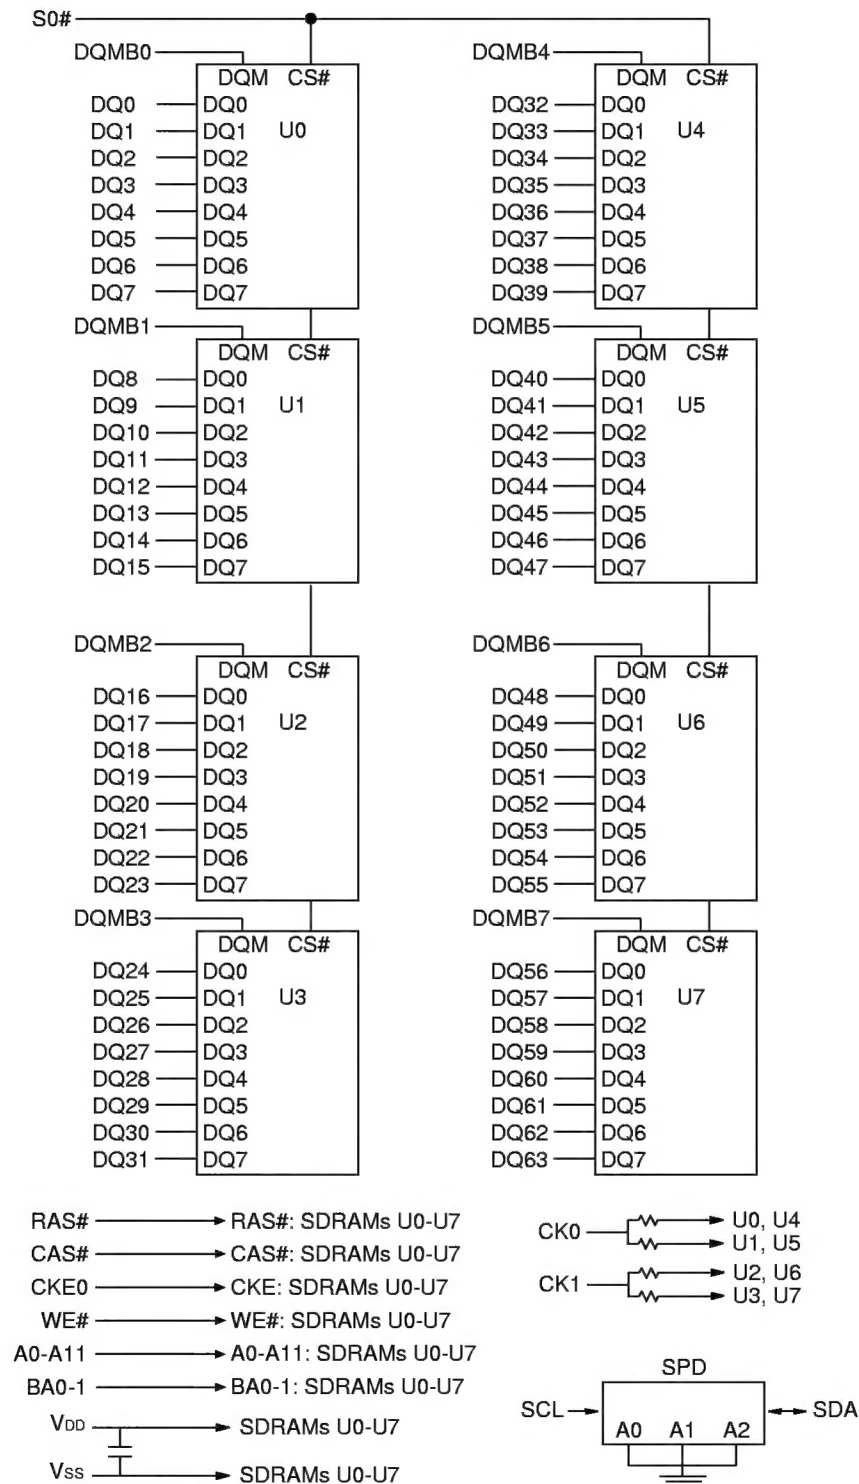 S0#
DQMB0
DQM CS#
DQ0 DQ0
DQ1 DQ1 U0
DQ2 DQ2
DQ3 DQ3
DQ4 DQ4
DQ5 DQ5
DQ6 DQ6
DQ7 DQ7
DQMB1
DQM CS#
DQ8 DQ0
DQ9 DQ1 U1
DQ10 DQ2
DQ11 DQ3
DQ12 DQ4
DQ13 DQ5
DQ14 DQ6
DQ15 DQ7
DQMB2
DQM CS#
DQ16 DQ0
DQ17 DQ1 U2
DQ18 DQ2
DQ19 DQ3
DQ20 DQ4
DQ21 DQ5
DQ22 DQ6
DQ23 DQ7
DQMB3
DQM CS#
DQ24 DQ0
DQ25 DQ1 U3
DQ26 DQ2
DQ27 DQ3
DQ28 DQ4
DQ29 DQ5
DQ30 DQ6
DQ31 DQ7
DQMB4
DQM CS#
DQ32 DQ0
DQ33 DQ1 U4
DQ34 DQ2
DQ35 DQ3
DQ36 DQ4
DQ37 DQ5
DQ38 DQ6
DQ39 DQ7
DQMB5
DQM CS#
DQ40 DQ0
DQ41 DQ1 U5
DQ42 DQ2
DQ43 DQ3
DQ44 DQ4
DQ45 DQ5
DQ46 DQ6
DQ47 DQ7
DQMB6
DQM CS#
DQ48 DQ0
DQ49 DQ1 U6
DQ50 DQ2
DQ51 DQ3
DQ52 DQ4
DQ53 DQ5
DQ54 DQ6
DQ55 DQ7
DQMB7
DQM CS#
DQ56 DQ0
DQ57 DQ1 U7
DQ58 DQ2
DQ59 DQ3
DQ60 DQ4
DQ61 DQ5
DQ62 DQ6
DQ63 DQ7
RAS# RAS#: SDRAMs U0-U7
CAS# CAS#: SDRAMs U0-U7
CKE0 CKE: SDRAMs U0-U7
WE# WE#: SDRAMs U0-U7
A0-A11 A0-A11: SDRAMs U0-U7
BA0-1 BA0-1: SDRAMs U0-U7
VDD SDRAMs U0-U7
VSS SDRAMs U0-U7
CK0 U0, U4
U1, U5
CK1 U2, U6
U3, U7
SPD
SCL SDA
A0 A1 A2